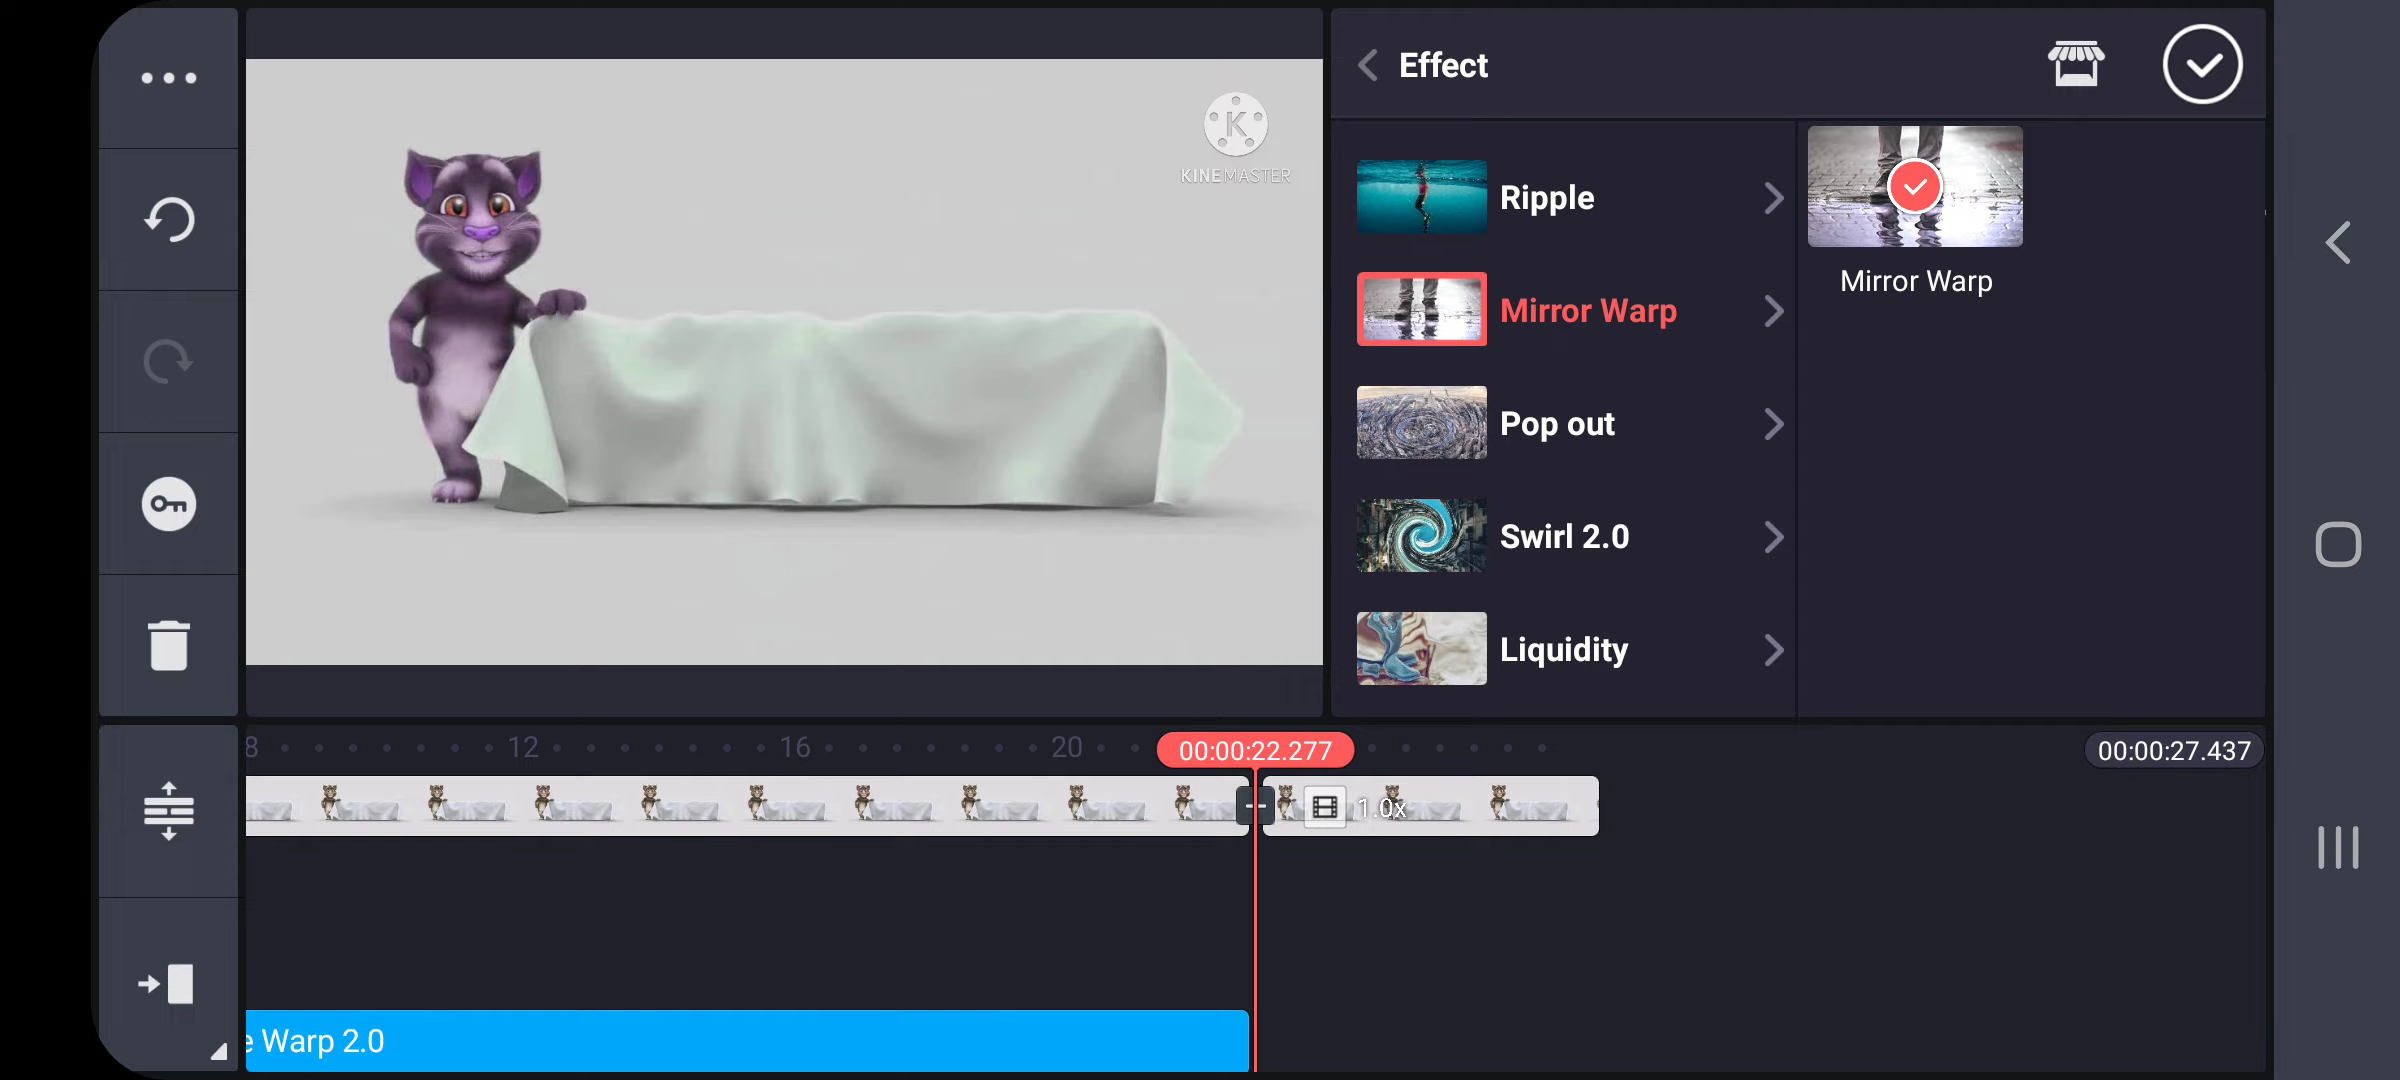 Effect
K
KINEMASTER
Ripple
Mirror Warp
Pop out
Swirl 2.0
Liquidity
Mirror Warp
8
12
16
20
00:00:22.277
00:00:27.437
1.0x
e Warp 2.0